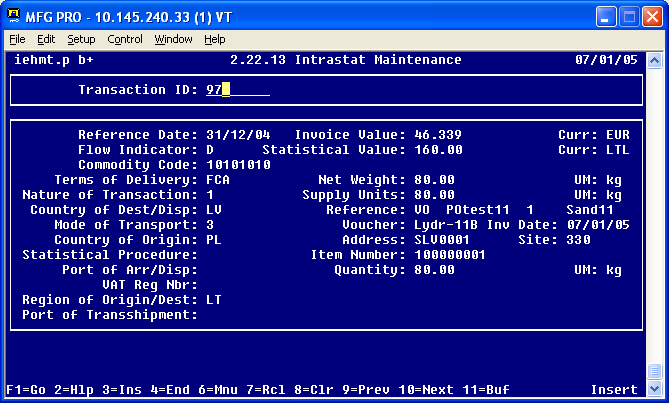 MFG PRO - 10.145.240.33 (1) VT
File Edit Setup Control Window Help
iehmt.p b+ 2.22.13 Intrastat Maintenance 07/01/05
Transaction ID: 97
Reference Date: 31/12/04 Invoice Value: 46.339 Curr: EUR
Flow Indicator: D Statistical Value: 160.00 Curr: LTL
Commodity Code: 10101010
Terms of Delivery: FCA Net Weight: 80.00 UM: kg
Nature of Transaction: 1 Supply Units: 80.00 UM: kg
Country of Dest/Disp: LV Reference: VO POtest11 1 Sand11
Mode of Transport: 3 Voucher: Lydr-11B Inv Date: 07/01/05
Country of Origin: PL Address: SLV0001 Site: 330
Statistical Procedure: Item Number: 100000001
Port of Arr/Disp: Quantity: 80.00 UM: kg
VAT Reg Nbr:
Region of Origin/Dest: LT
Port of Transshipment:
F1=Go 2=Hlp 3=Ins 4=End 6=Mnu 7=Rcl 8=Clr 9=Prev 10=Next 11=Buf Insert